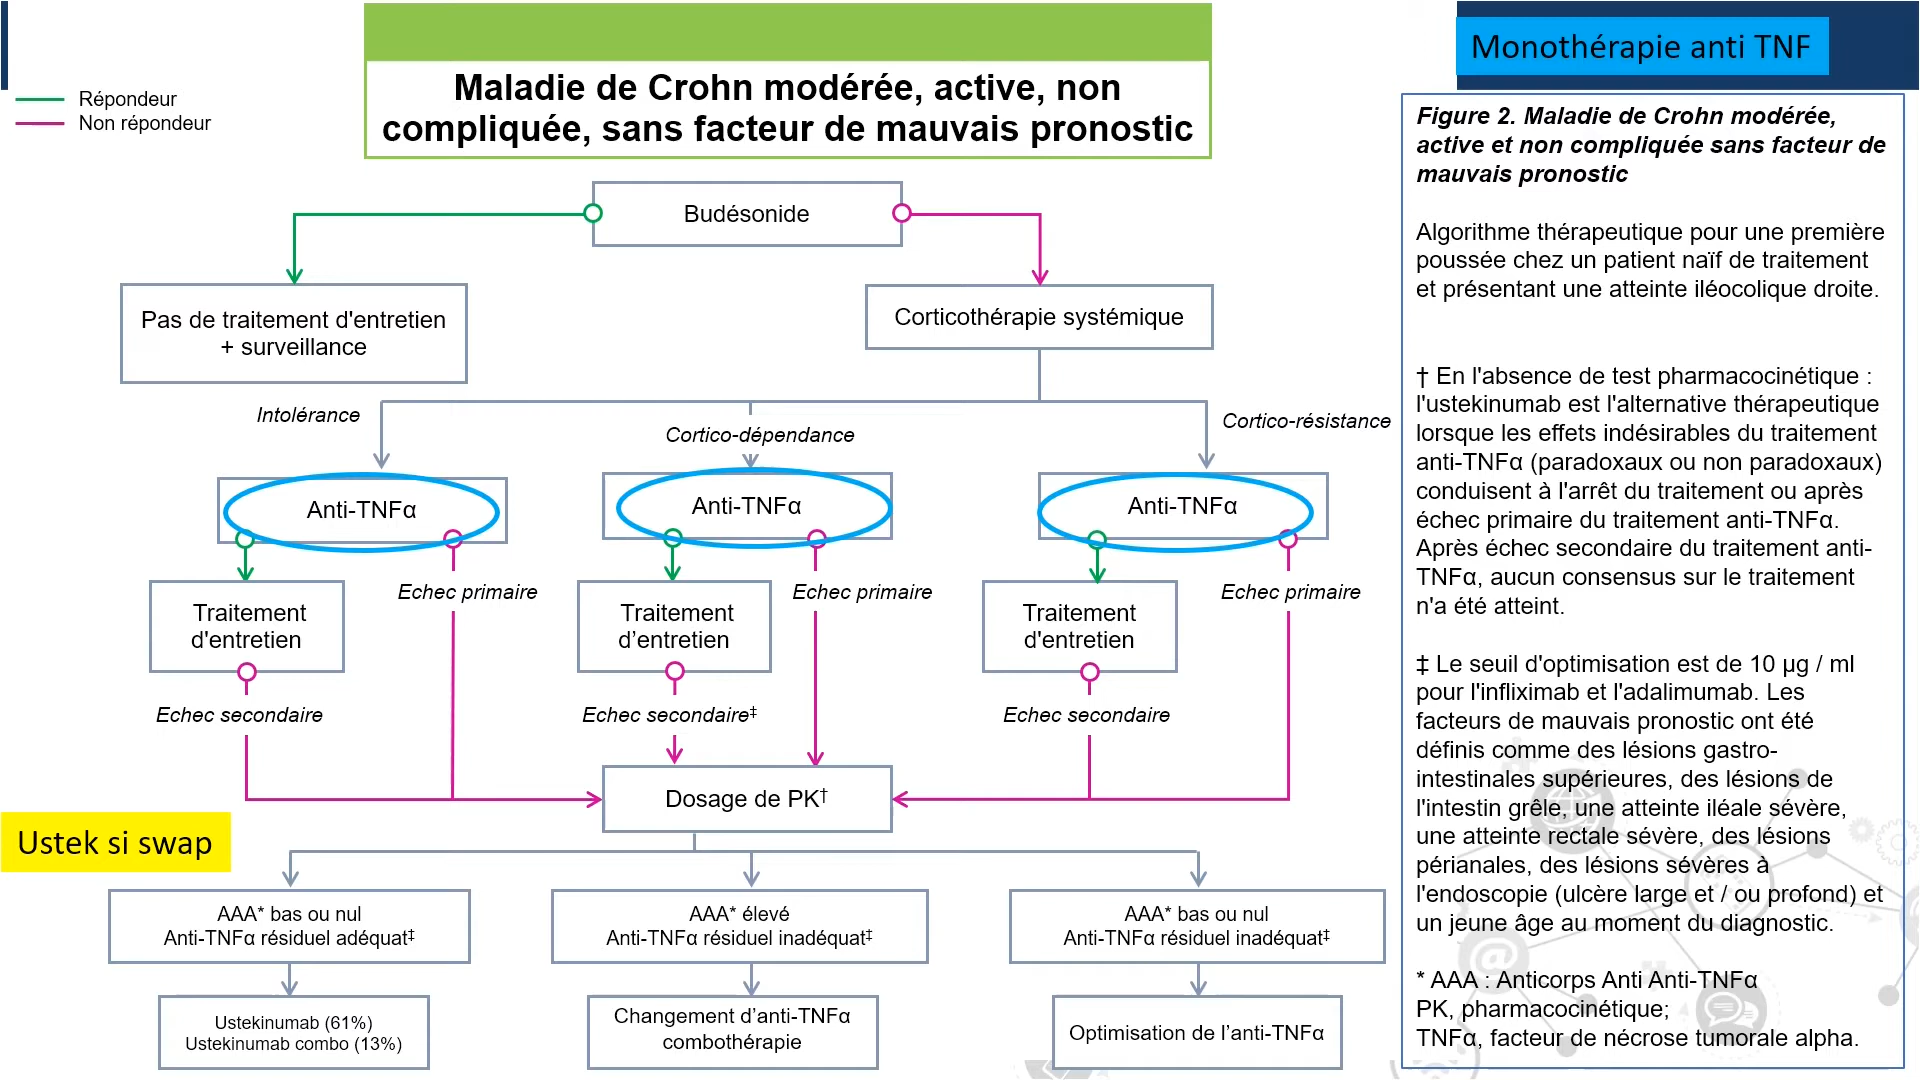 Monothérapie anti TNF
Répondeur
Non répondeur
Maladie de Crohn modérée, active, non
compliquée, sans facteur de mauvais pronostic
Budésonide
Pas de traitement d'entretien
+ surveillance
Corticothérapie systémique
Intolérance
Cortico-dépendance
Cortico-résistance
Anti-TNFα
Anti-TNFα
Anti-TNFα
Echec primaire
Echec primaire
Echec primaire
Traitement
d'entretien
Traitement
d’entretien
Traitement
d'entretien
Echec secondaire
Echec secondaire‡
Echec secondaire
Dosage de PK†
Ustek si swap
AAA* bas ou nul
Anti-TNFα résiduel adéquat‡
AAA* élevé
Anti-TNFα résiduel inadéquat‡
AAA* bas ou nul
Anti-TNFα résiduel inadéquat‡
Ustekinumab (61%)
Ustekinumab combo (13%)
Changement d’anti-TNFα
combothérapie
Optimisation de l’anti-TNFα
Figure 2. Maladie de Crohn modérée,
active et non compliquée sans facteur de
mauvais pronostic
Algorithme thérapeutique pour une première
poussée chez un patient naïf de traitement
et présentant une atteinte iléocolique droite.
† En l'absence de test pharmacocinétique :
l'ustekinumab est l'alternative thérapeutique
lorsque les effets indésirables du traitement
anti-TNFα (paradoxaux ou non paradoxaux)
conduisent à l'arrêt du traitement ou après
échec primaire du traitement anti-TNFα.
Après échec secondaire du traitement anti-
TNFα, aucun consensus sur le traitement
n'a été atteint.
‡ Le seuil d'optimisation est de 10 µg / ml
pour l'infliximab et l'adalimumab. Les
facteurs de mauvais pronostic ont été
définis comme des lésions gastro-
intestinales supérieures, des lésions de
l'intestin grêle, une atteinte iléale sévère,
une atteinte rectale sévère, des lésions
périanales, des lésions sévères à
l'endoscopie (ulcère large et / ou profond) et
un jeune âge au moment du diagnostic.
* AAA : Anticorps Anti Anti-TNFα
PK, pharmacocinétique;
TNFα, facteur de nécrose tumorale alpha.